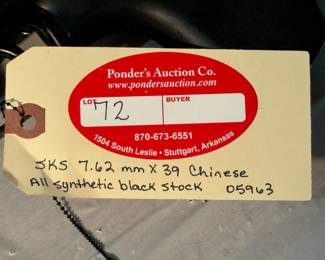 Ponder's Auction Co.
www.pondersauction.com
LOT 72 BUYER
870-673-6551
1504 South Leslie • Stuttgart, Arkansas
SKS 7.62 mm X 39 Chinese
All synthetic black stock 05963